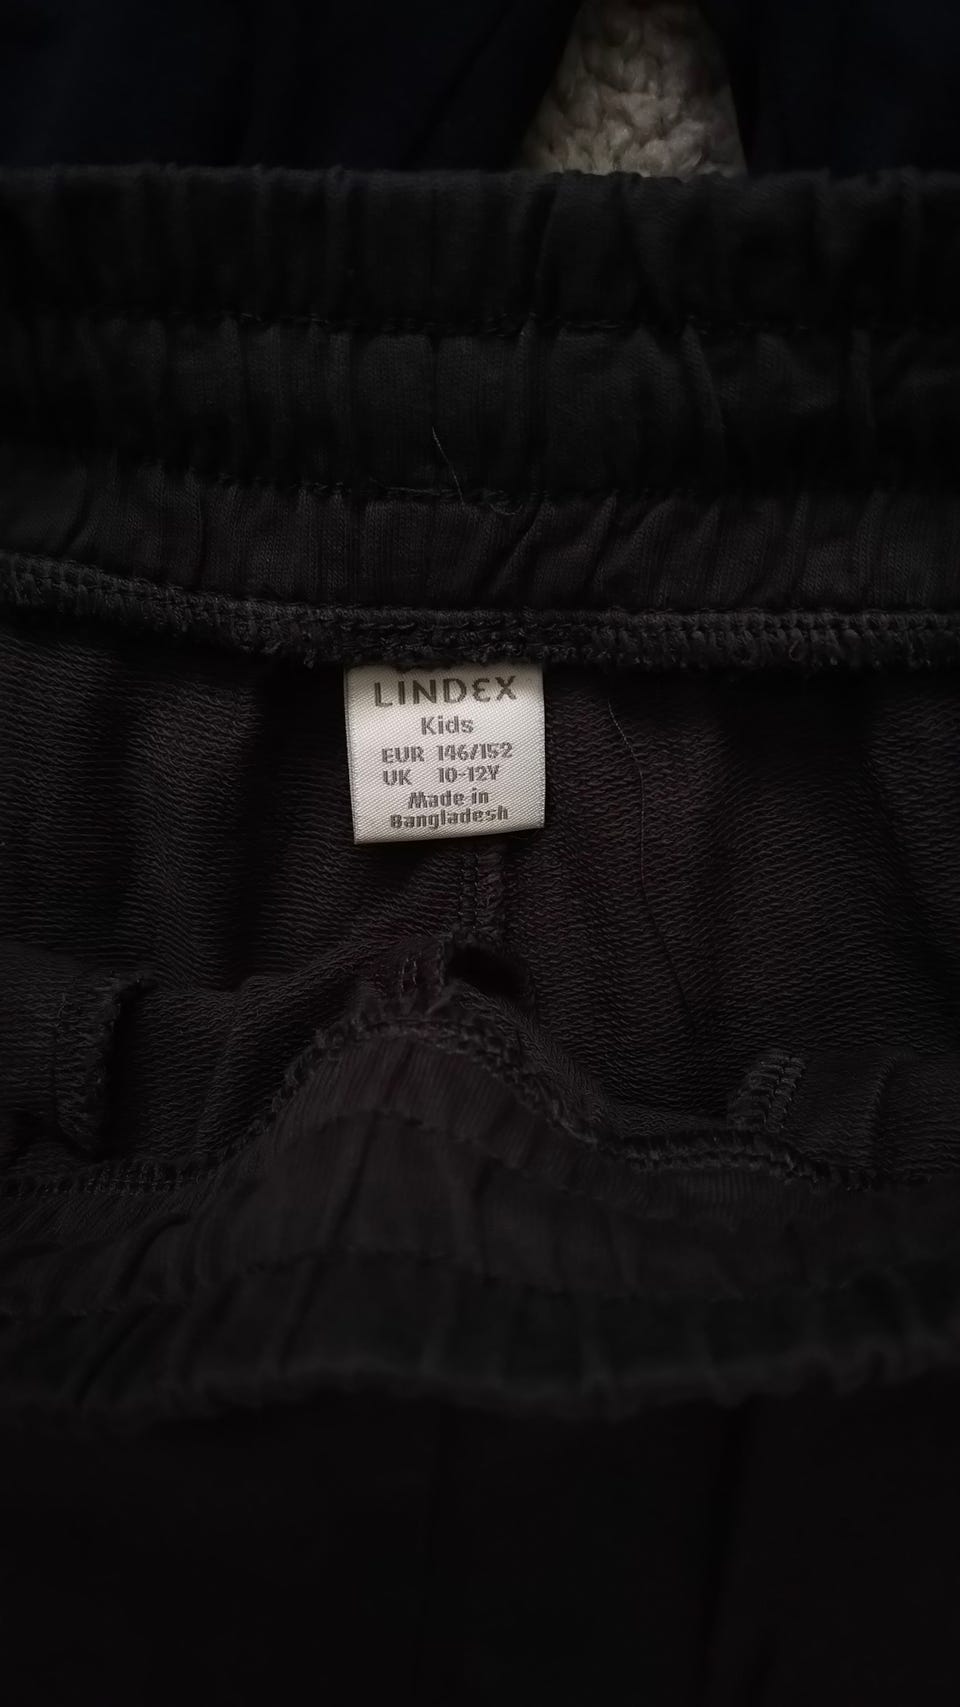 LINDEX
Kids
EUR 146/152
UK 10-12Y
Made in
Bangladesh